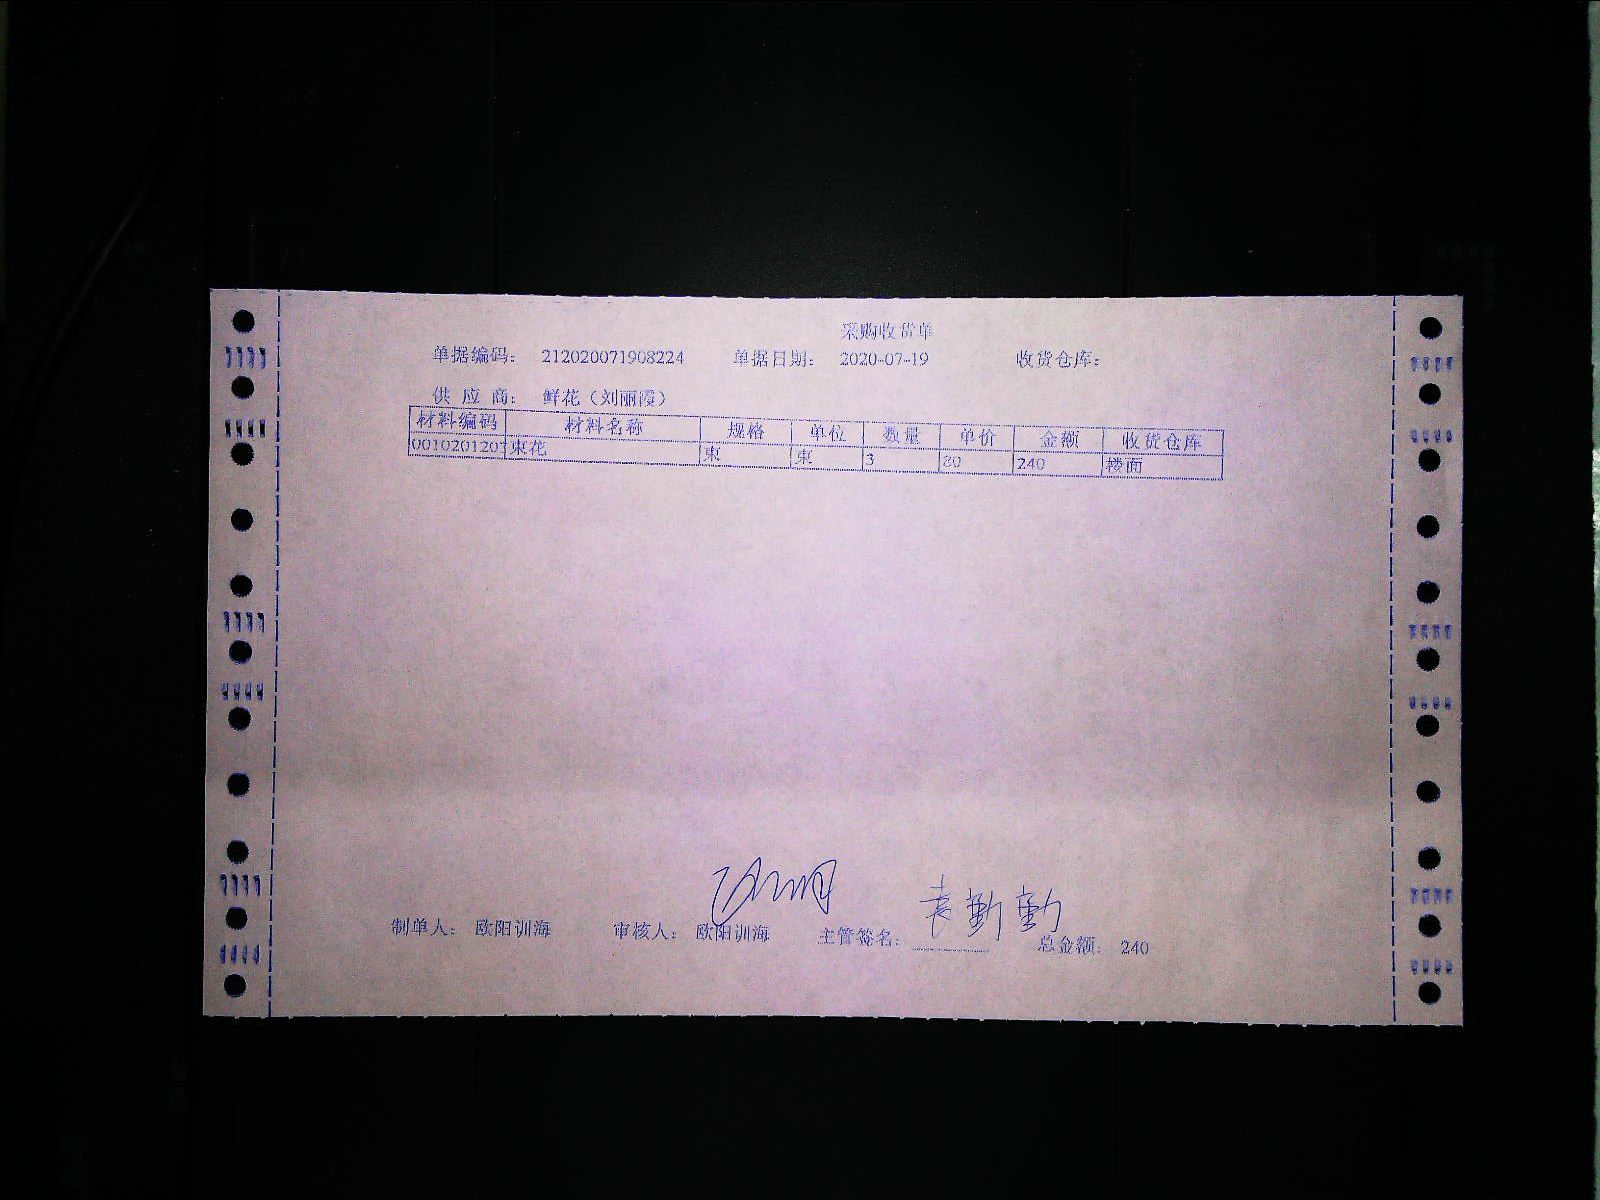 采购收货单
单据编码: 212020071908224 单据日期: 2020-07-19 收货仓库:
供 应 商: 鲜花(刘丽霞)
材料编码 材料名称 规格 单位 数量 单价 金额 收货仓库
0010201203 束花 束 束 3 80 240 楼面
袁勤勤
制单人: 欧阳训海 审核人: 欧阳训海 主管签名: 总金额: 240